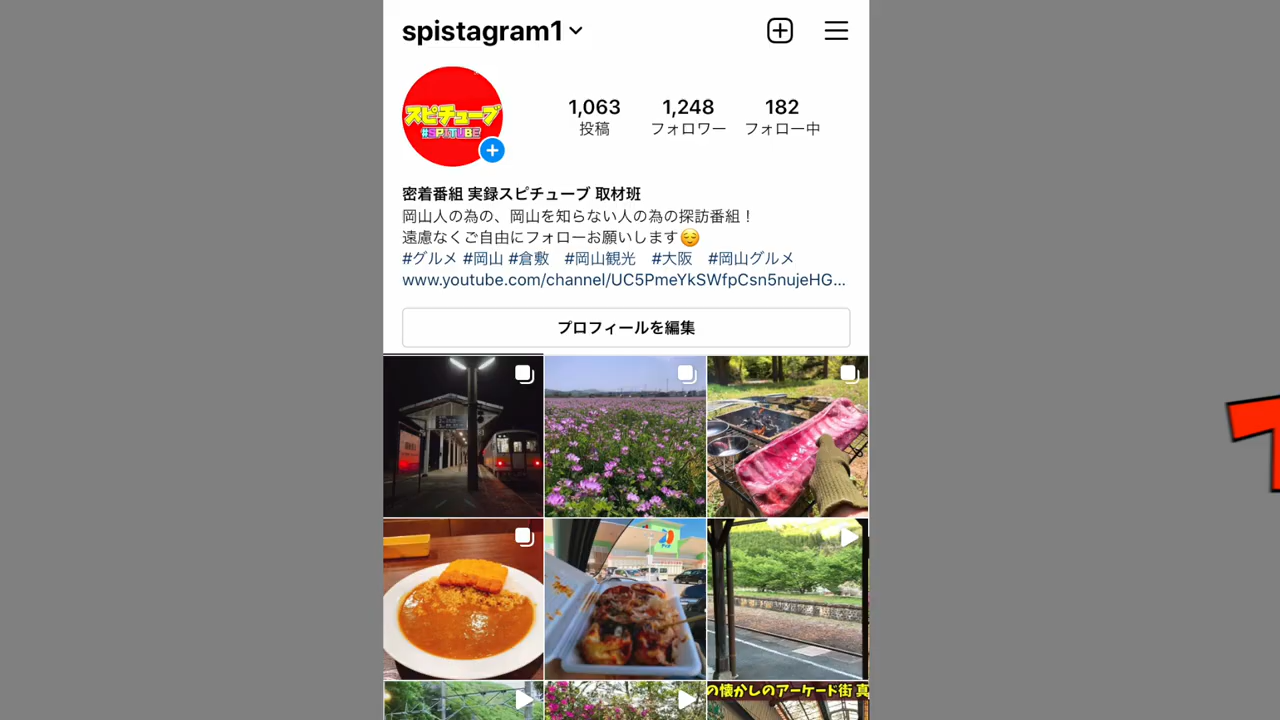 spistagram1
スピチューブ
#SPITUBE
1,063
1,248
182
投稿
フォロワー
フォロー中
密着番組 実録スピチューブ 取材班
岡山人の為の、岡山を知らない人の為の探訪番組！
遠慮なくご自由にフォローお願いします😌
#グルメ #岡山 #倉敷　#岡山観光　#大阪　#岡山グルメ
www.youtube.com/channel/UC5PmeYkSWfpCsn5nujeHG...
プロフィールを編集
の懐かしのアーケード街 真